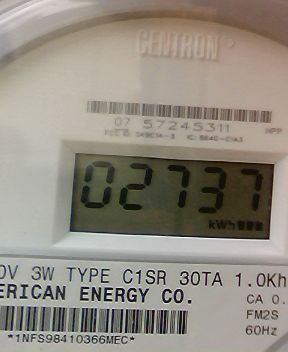 CENTRON®
07 57245311 HPP
02737
kWh
0V 3W TYPE C1SR 30TA 1.0Kh
ERICAN ENERGY CO. CA 0.
FM2S
*1NFS98410366MEC* 60Hz